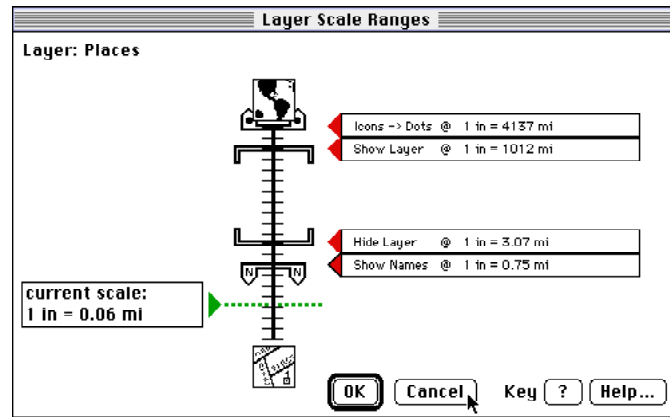 Layer Scale Ranges
Layer: Places
Icons -> Dots @ 1 in = 4137 mi
Show Layer @ 1 in = 1012 mi
Hide Layer @ 1 in = 3.07 mi
Show Names @ 1 in = 0.75 mi
N N
current scale:
1 in = 0.06 mi
OK Cancel Key ? Help...